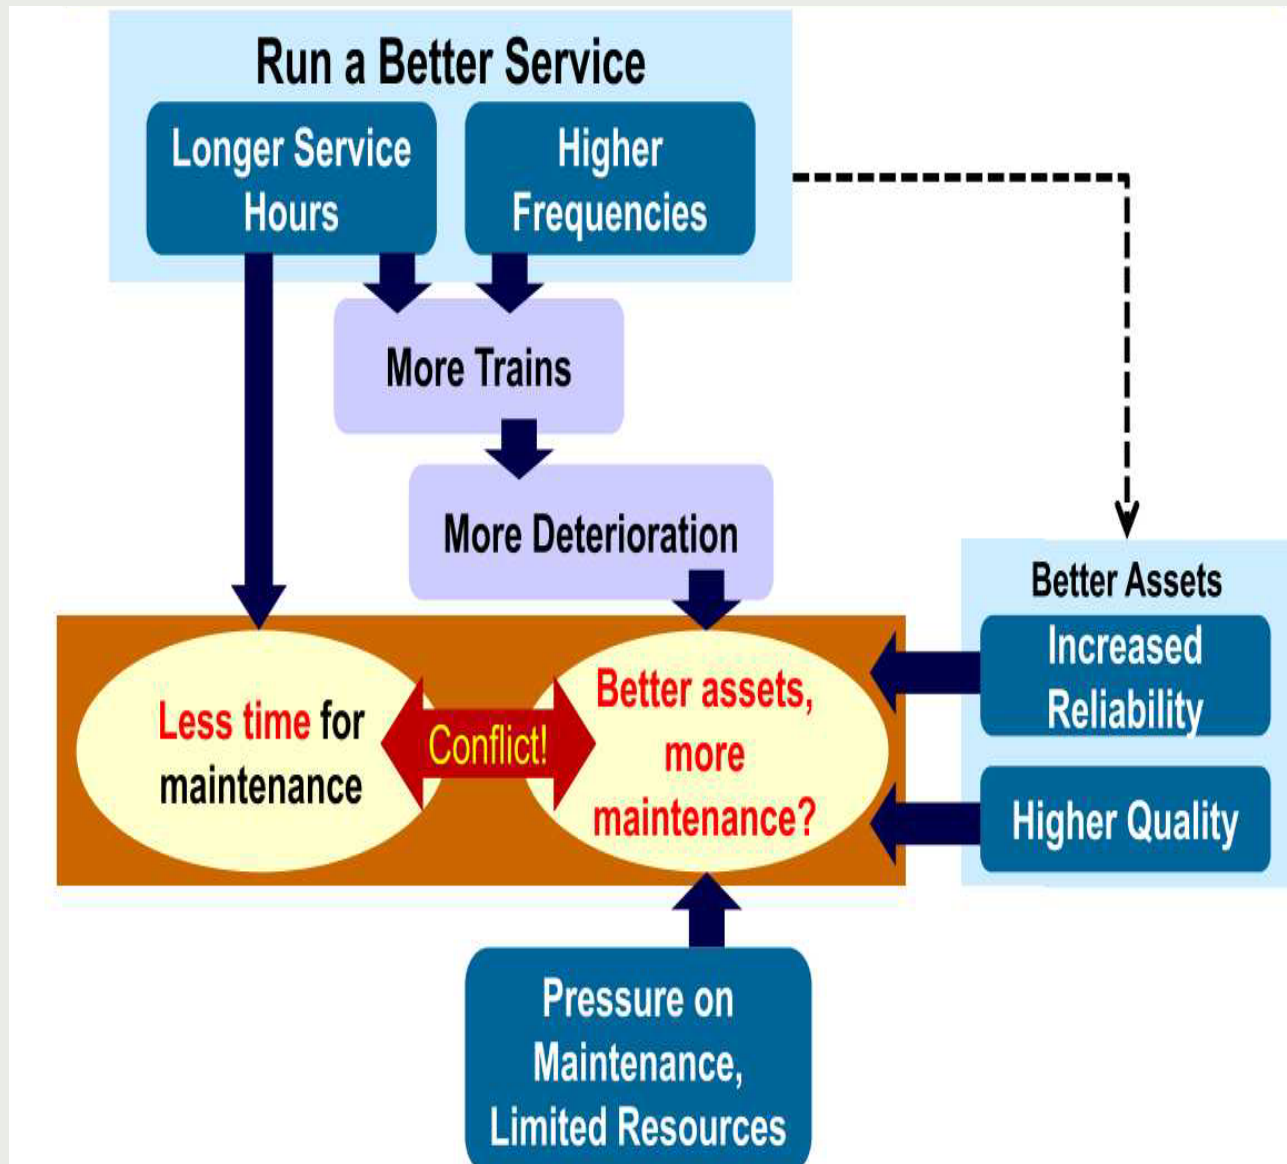 Run a Better Service
Longer Service
Hours
Higher
Frequencies
More Trains
More Deterioration
Better Assets
Increased
Reliability
Higher Quality
Less time for
maintenance
Conflict!
Better assets,
more
maintenance?
Pressure on
Maintenance,
Limited Resources